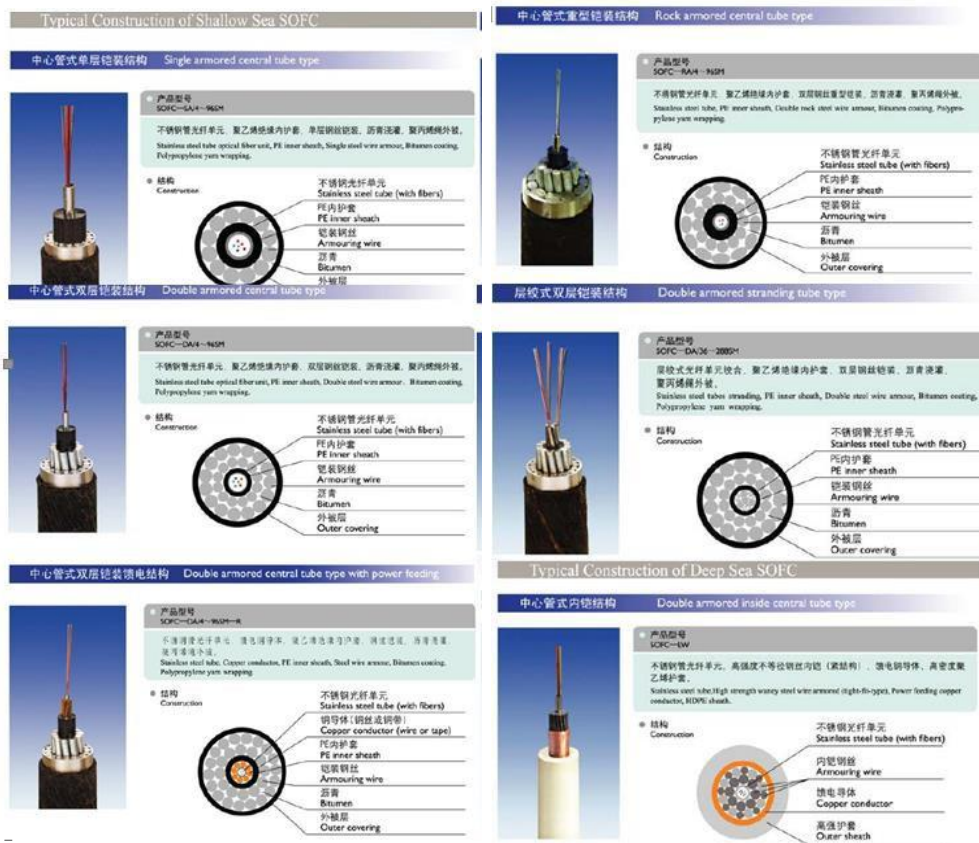 Typical Construction of Shallow Sea SOFC
中心管式单层铠装结构 Single armored central tube type
产品型号
SOFC—SA/4~96SM
不锈钢管光纤单元、聚乙烯绝缘内护套、单层钢丝铠装、沥青浇灌、聚丙烯绳外被。
Stainless steel tube optical fiber unit, PE inner sheath, Single steel wire armour, Bitumen coating, Polypropylene yarn wrapping.
结构
Construction
不锈钢光纤单元
Stainless steel tube (with fibers)
PE内护套
PE inner sheath
铠装钢丝
Armouring wire
沥青
Bitumen
外被层
中心管式双层铠装结构 Double armored central tube type
产品型号
SOFC—DA/4~96SM
不锈钢管光纤单元、聚乙烯绝缘内护套、双层钢丝铠装、沥青浇灌、聚丙烯绳外被。
Stainless steel tube optical fiber unit, PE inner sheath, Double steel wire armour, Bitumen coating,
Polypropylene yarn wrapping.
结构
Construction
不锈钢管光纤单元
Stainless steel tube (with fibers)
PE内护套
PE inner sheath
铠装钢丝
Armouring wire
沥青
Bitumen
外被层
Outer covering
中心管式双层铠装馈电结构 Double armored central tube type with power feeding
产品型号
SOFC—DA/4~96SM—R
Stainless steel tube, Copper conductor, PE inner sheath, Steel wire armour, Bitumen coating,
Polypropylene yarn wrapping
结构
Construction
不锈钢光纤单元
Stainless steel tube (with fibers)
铜导体(铜丝或铜带)
Copper conductor (wire or tape)
PE内护套
PE inner sheath
铠装钢丝
Armouring wire
沥青
Bitumen
外被层
Outer covering
中心管式重型铠装结构 Rock armored central tube type
产品型号
SOFC—RA/4~96SM
不锈钢管光纤单元、聚乙烯绝缘内护套、双层钢丝重型铠装、沥青浇灌、聚丙烯绳外被。
Stainless steel tube, PE inner sheath, Double rock steel wire armour, Bitumen coating, Polypro-
pylene yarn wrapping.
结构
Construction
不锈钢管光纤单元
Stainless steel tube (with fibers)
PE内护套
PE inner sheath
铠装钢丝
Armouring wire
沥青
Bitumen
外被层
Outer covering
层绞式双层铠装结构 Double armored stranding tube type
产品型号
SOFC—DA/36~288SM
层绞式光纤单元绞合、聚乙烯绝缘内护套、双层钢丝铠装、沥青浇灌、
聚丙烯绳外被。
Stainless steel tubes stranding, PE inner sheath, Double steel wire armour, Bitumen coating,
Polypropylene yarn wrapping.
结构
Construction
不锈钢管光纤单元
Stainless steel tube (with fibers)
PE内护套
PE inner sheath
铠装钢丝
Armouring wire
沥青
Bitumen
外被层
Outer covering
Typical Construction of Deep Sea SOFC
中心管式内铠结构 Double armored inside central tube type
产品型号
SOFC—LW
不锈钢管光纤单元、高强度不等径钢丝内铠(紧结构)、馈电铜导体、高密度聚
乙烯护套。
Stainless steel tube,High strength waney steel wire armored (tight-fit-type), Power feeding copper
conductor, HDPE sheath.
结构
Construction
不锈钢光纤单元
Stainless steel tube (with fibers)
内铠钢丝
Armouring wire
馈电导体
Copper conductor
高强护套
Outer sheath